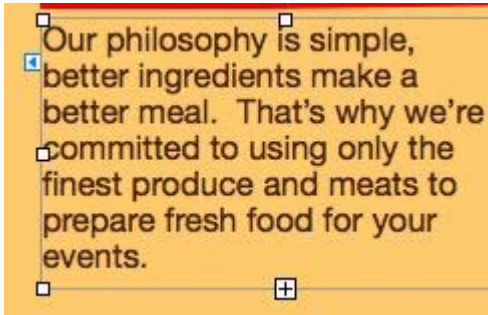 Our philosophy is simple,
better ingredients make a
better meal.  That's why we're
committed to using only the
finest produce and meats to
prepare fresh food for your
events.